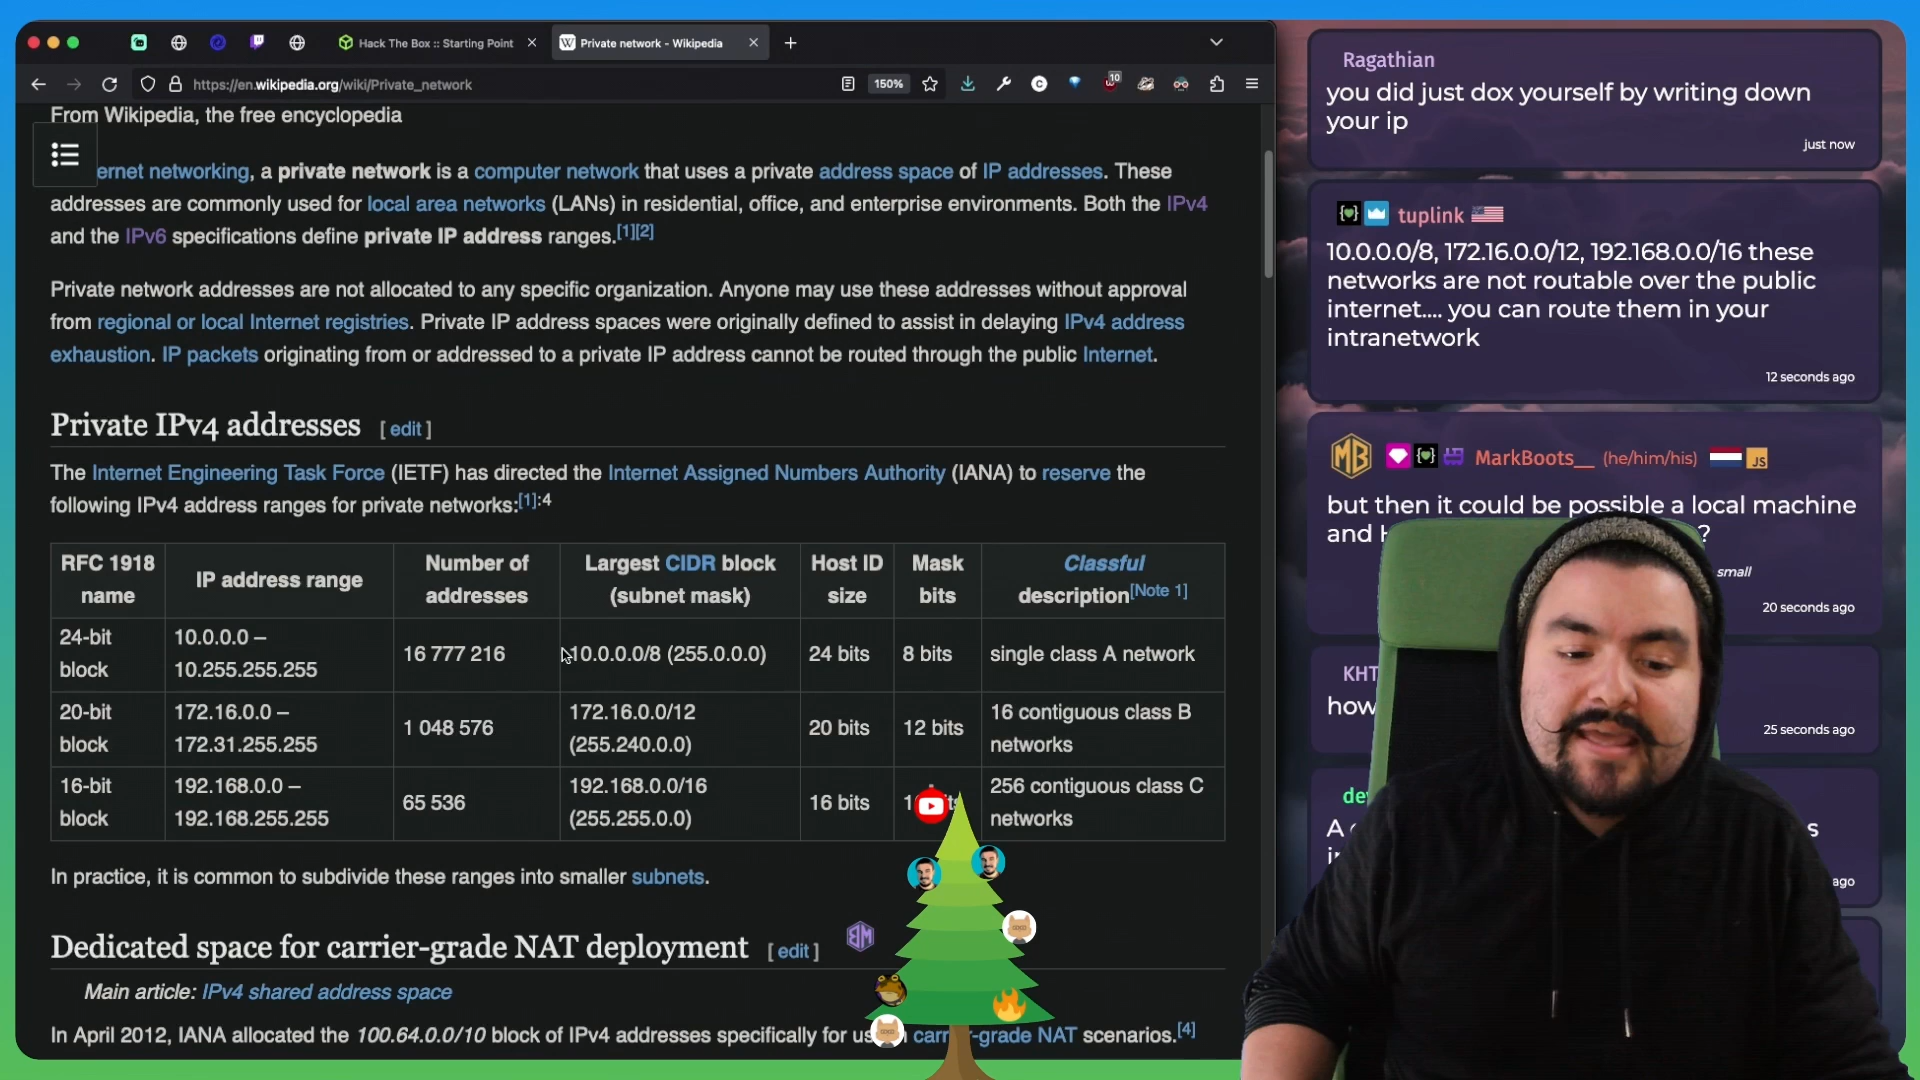 Hack The Box :: Starting Point
Private network - Wikipedia
https://en.wikipedia.org/wiki/Private_network
150%
10
From Wikipedia, the free encyclopedia
ernet networking, a private network is a computer network that uses a private address space of IP addresses. These
addresses are commonly used for local area networks (LANs) in residential, office, and enterprise environments. Both the IPv4
and the IPv6 specifications define private IP address ranges.[1][2]
Private network addresses are not allocated to any specific organization. Anyone may use these addresses without approval
from regional or local Internet registries. Private IP address spaces were originally defined to assist in delaying IPv4 address
exhaustion. IP packets originating from or addressed to a private IP address cannot be routed through the public Internet.
Private IPv4 addresses [ edit ]
The Internet Engineering Task Force (IETF) has directed the Internet Assigned Numbers Authority (IANA) to reserve the
following IPv4 address ranges for private networks:[1]:4
RFC 1918 name
IP address range
Number of addresses
Largest CIDR block (subnet mask)
Host ID size
Mask bits
Classful description[Note 1]
24-bit block
10.0.0.0 – 10.255.255.255
16 777 216
10.0.0.0/8 (255.0.0.0)
24 bits
8 bits
single class A network
20-bit block
172.16.0.0 – 172.31.255.255
1 048 576
172.16.0.0/12 (255.240.0.0)
20 bits
12 bits
16 contiguous class B networks
16-bit block
192.168.0.0 – 192.168.255.255
65 536
192.168.0.0/16 (255.255.0.0)
16 bits
256 contiguous class C networks
In practice, it is common to subdivide these ranges into smaller subnets.
Dedicated space for carrier-grade NAT deployment [ edit ]
Main article: IPv4 shared address space
In April 2012, IANA allocated the 100.64.0.0/10 block of IPv4 addresses specifically for carrier-grade NAT scenarios.[4]
Ragathian
you did just dox yourself by writing down
your ip
just now
tuplink
10.0.0.0/8, 172.16.0.0/12, 192.168.0.0/16 these
networks are not routable over the public
internet.... you can route them in your
intranetwork
12 seconds ago
MB
MarkBoots__ (he/him/his)
JS
but then it could be possible a local machine
and ?
small
20 seconds ago
KHT
how
25 seconds ago
de
A
ago